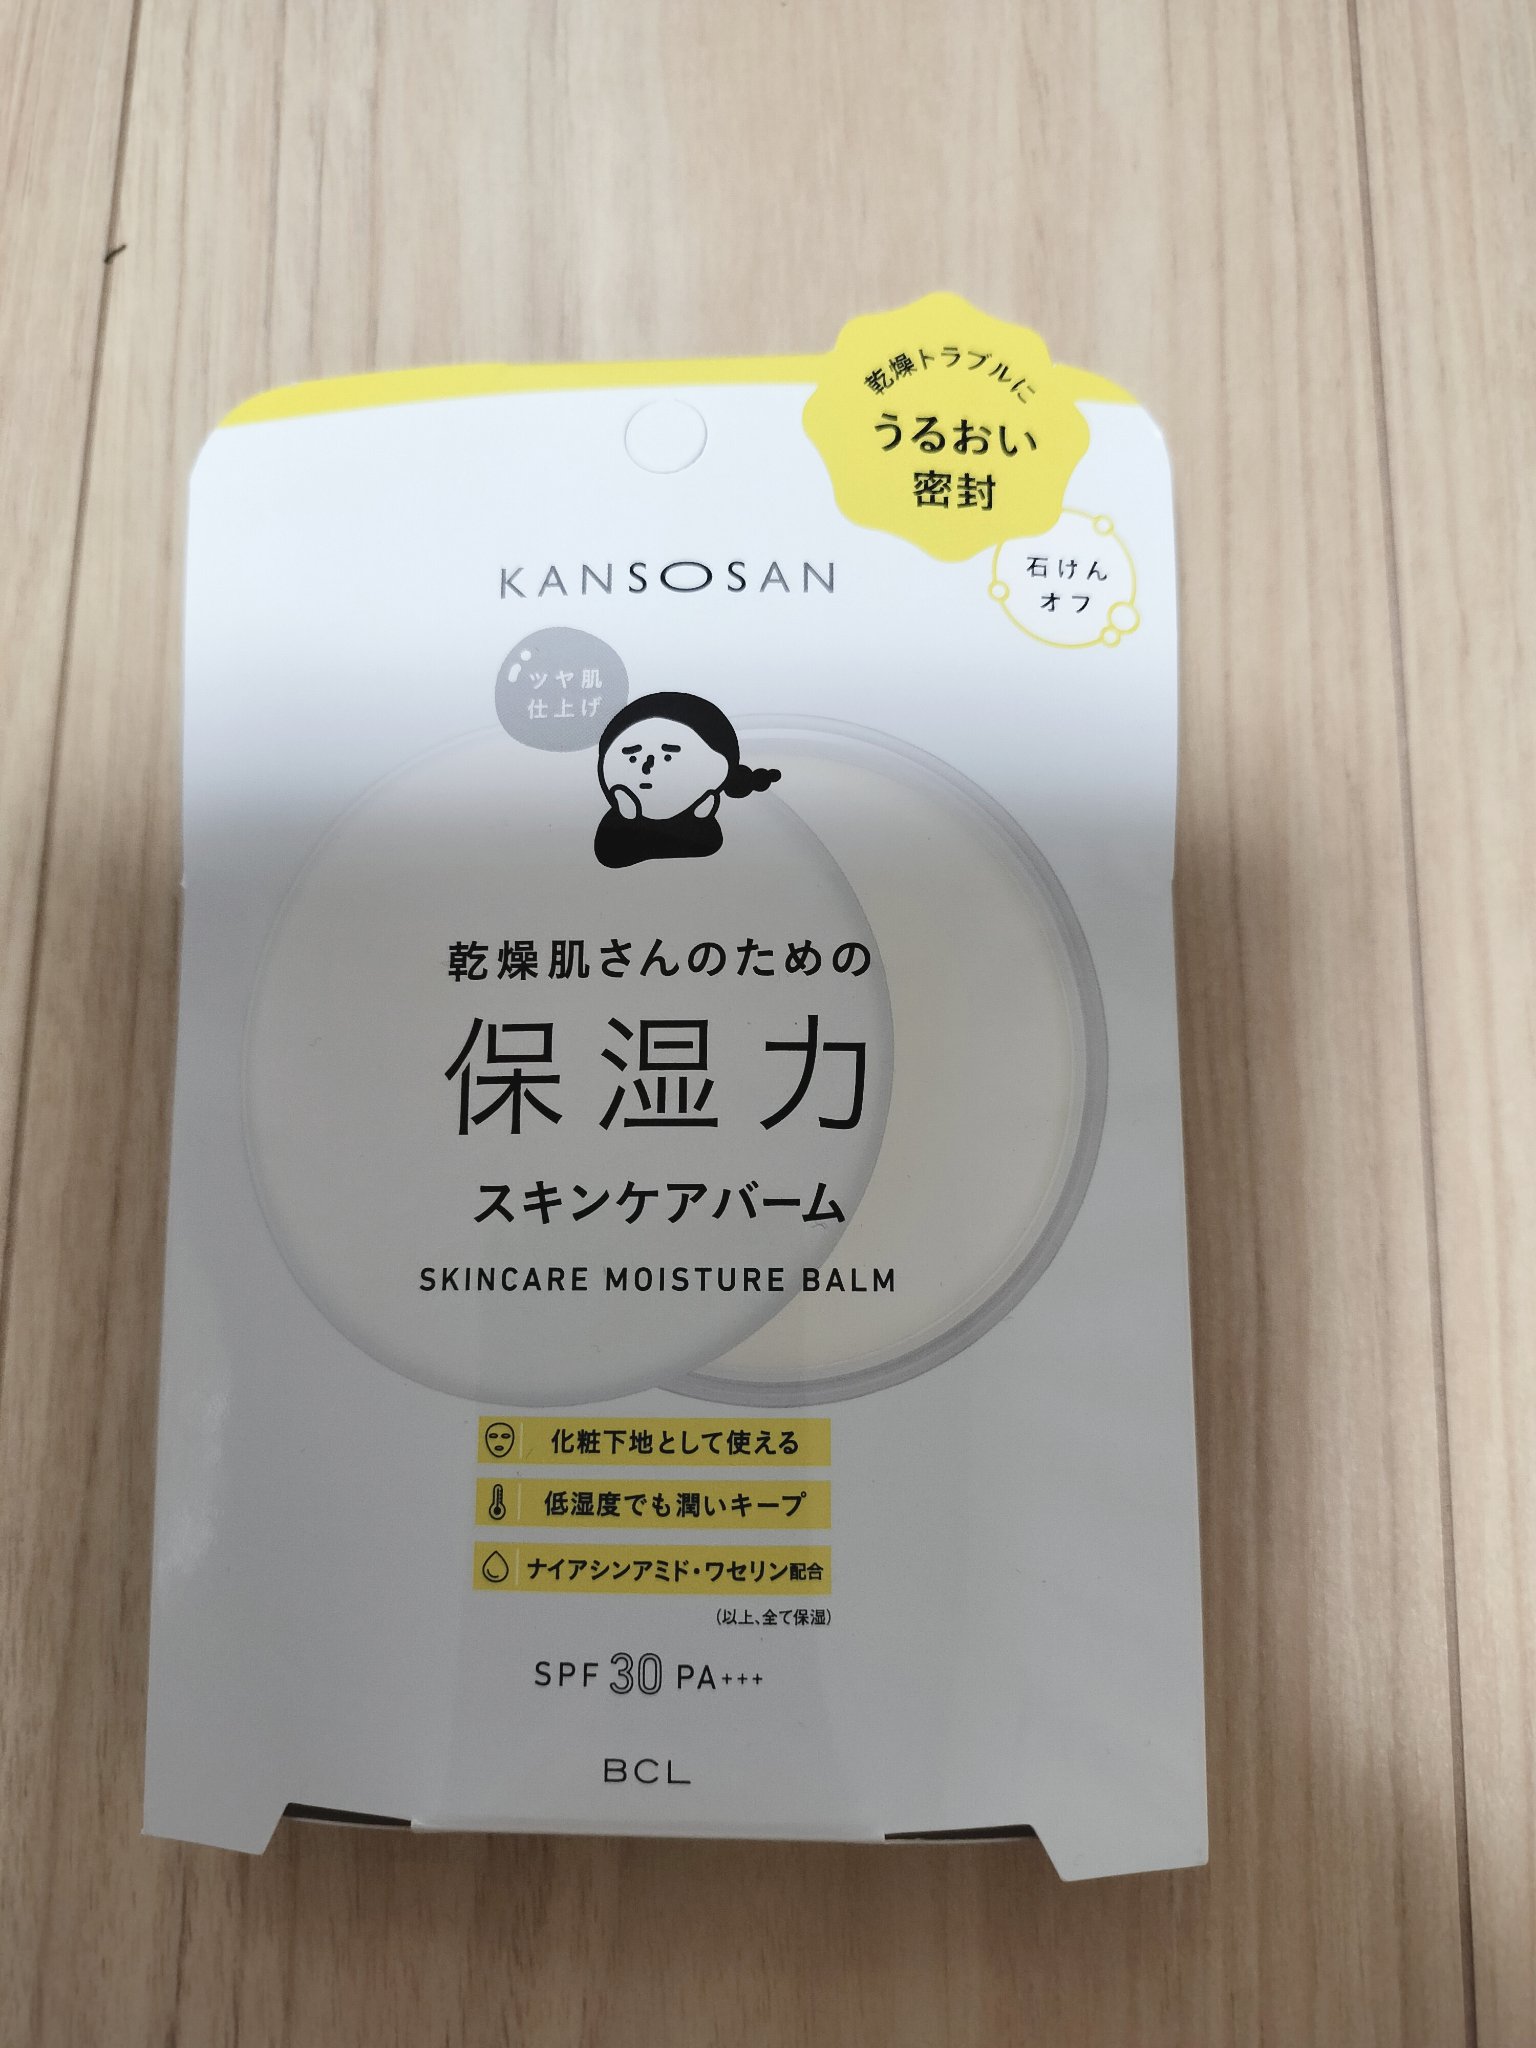 乾燥トラブルに
うるおい
密封
石けん
オフ
KANSOSAN
ツヤ肌
仕上げ
乾燥肌さんのための
保湿力
スキンケアバーム
SKINCARE MOISTURE BALM
化粧下地として使える
低湿度でも潤いキープ
ナイアシンアミド・ワセリン配合
(以上、全て保湿)
SPF 30 PA+++
BCL